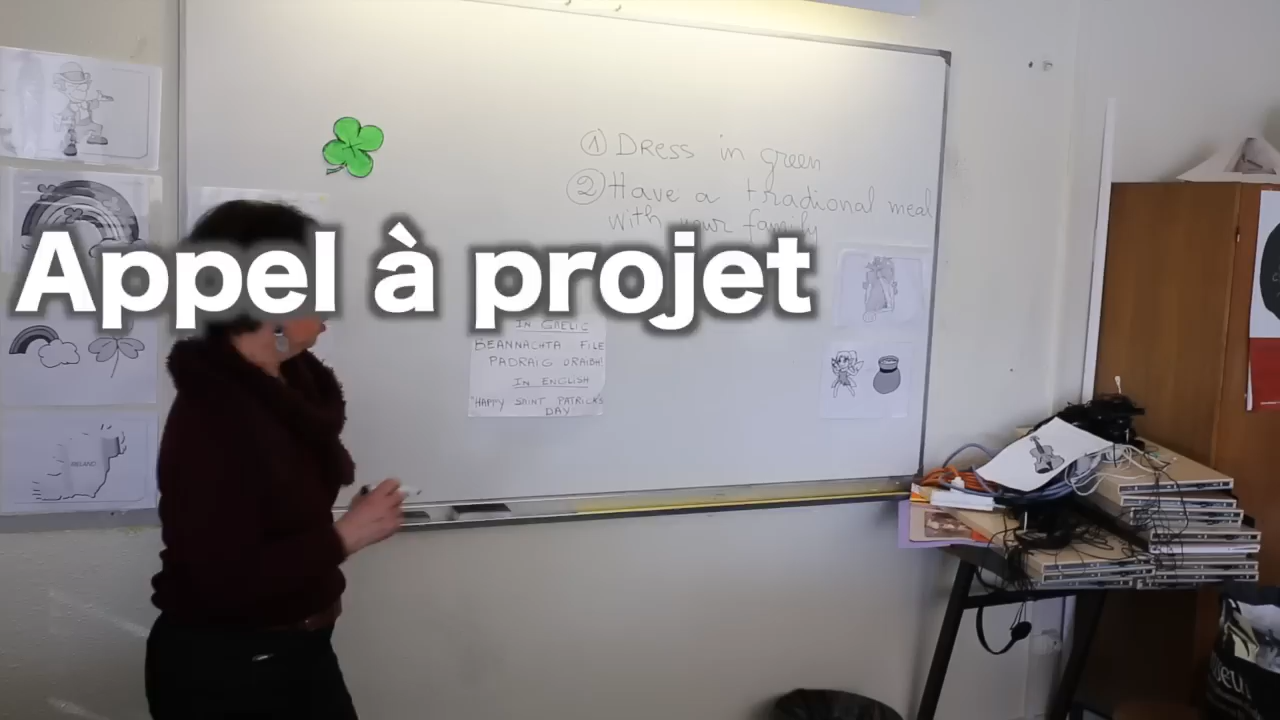 ① Dress in green
② Have a tradional meal
with your family
Appel à projet
IN GAELIC
BEANNACHTA FILE
PADRAIG ORAIBH!
IN ENGLISH
"HAPPY SAINT PATRICK'S
DAY
IRELAND